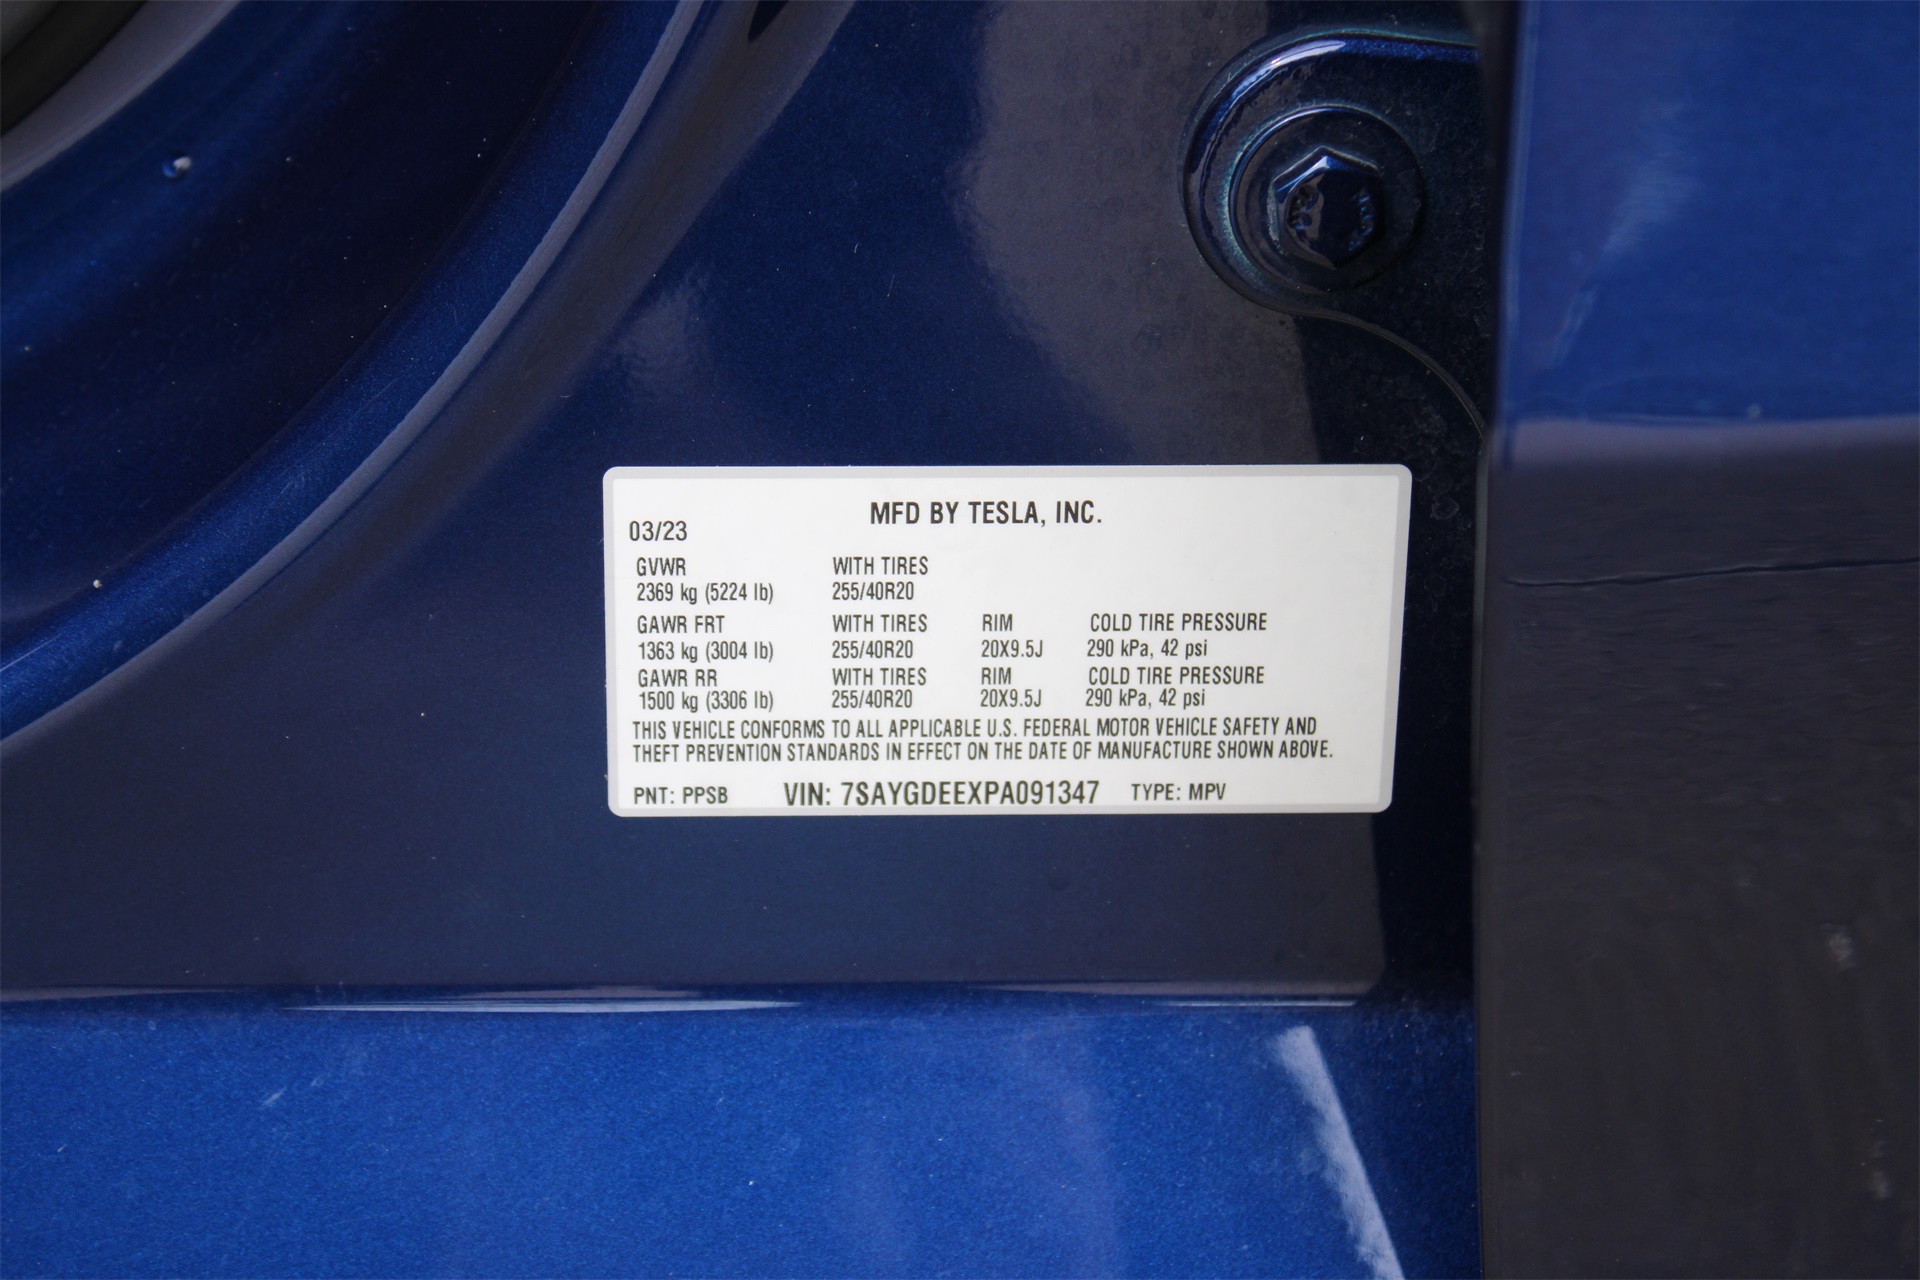 MFD BY TESLA, INC.
03/23
GVWR WITH TIRES
2369 kg (5224 lb) 255/40R20
GAWR FRT WITH TIRES RIM COLD TIRE PRESSURE
1363 kg (3004 lb) 255/40R20 20X9.5J 290 kPa, 42 psi
GAWR RR WITH TIRES RIM COLD TIRE PRESSURE
1500 kg (3306 lb) 255/40R20 20X9.5J 290 kPa, 42 psi
THIS VEHICLE CONFORMS TO ALL APPLICABLE U.S. FEDERAL MOTOR VEHICLE SAFETY AND
THEFT PREVENTION STANDARDS IN EFFECT ON THE DATE OF MANUFACTURE SHOWN ABOVE.
PNT: PPSB VIN: 7SAYGDEEXPA091347 TYPE: MPV